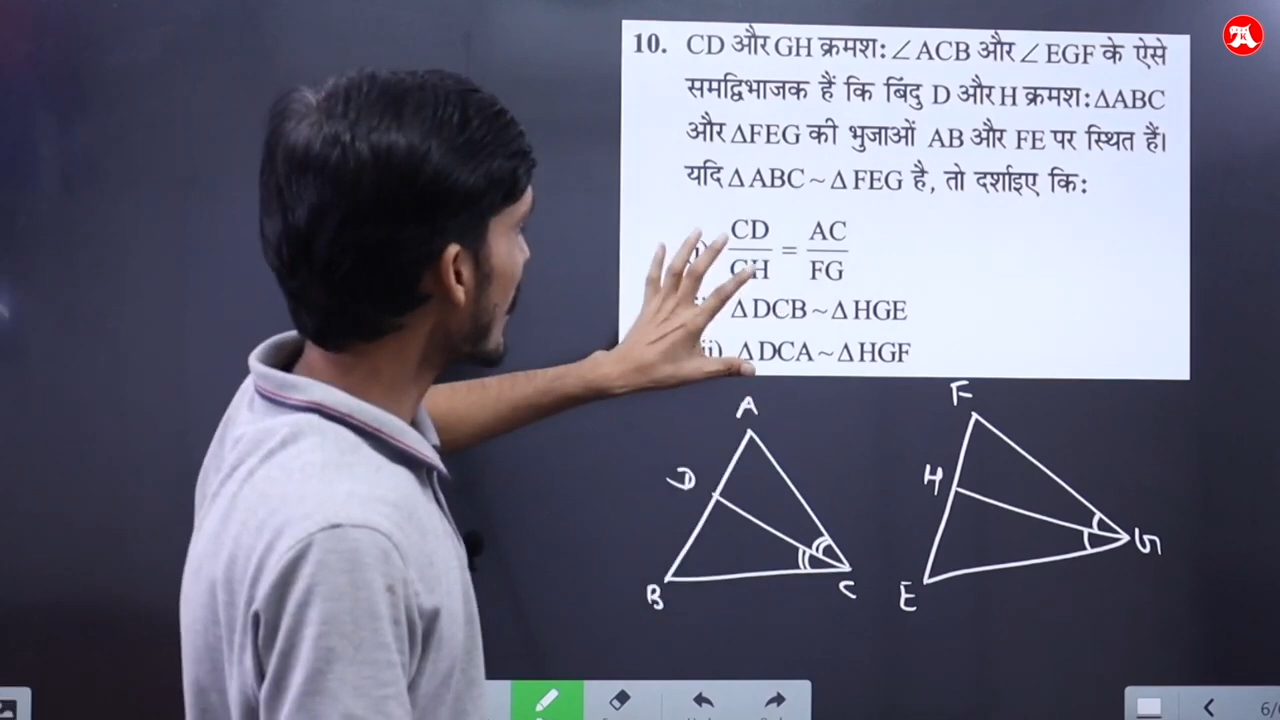 10. CD और GH क्रमश: ∠ACB और ∠EGF के ऐसे
समद्विभाजक हैं कि बिंदु D और H क्रमश: ΔABC
और ΔFEG की भुजाओं AB और FE पर स्थित हैं।
यदि ΔABC ~ ΔFEG है, तो दर्शाइए कि:
CD/GH = AC/FG
ΔDCB ~ ΔHGE
ΔDCA ~ ΔHGF
A
F
D
H
G
B
C
E
6/